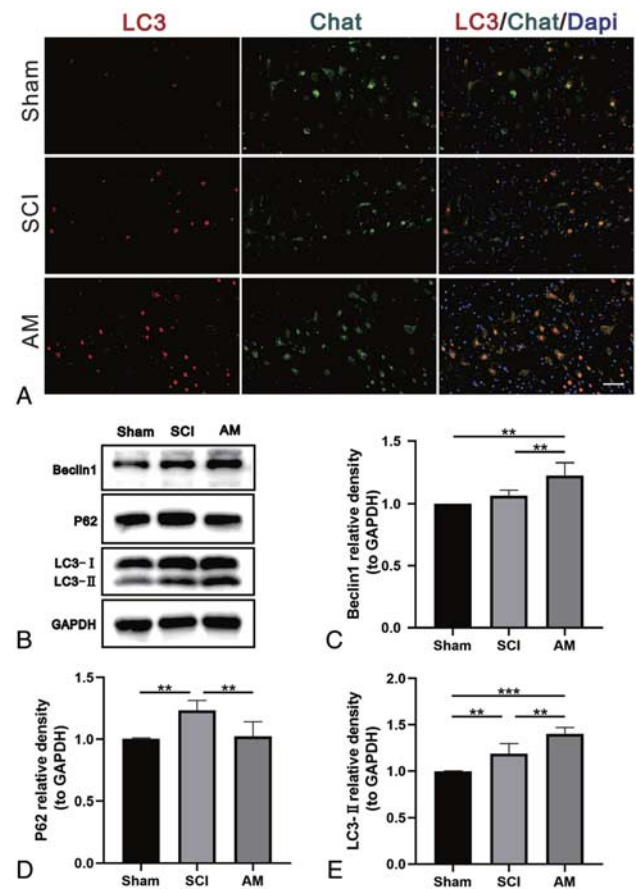 LC3 Chat LC3/Chat/Dapi
Sham
SCI
AM
A
Sham SCI AM
Beclin1
P62
LC3-Ⅰ
LC3-Ⅱ
GAPDH
B
Beclin1 relative density
(to GAPDH)
1.5
1.0
0.5
0.0
**
**
Sham SCI AM
C
P62 relative density
(to GAPDH)
1.5
1.0
0.5
0.0
** **
Sham SCI AM
D
LC3-Ⅱ relative density
(to GAPDH)
2.0
1.5
1.0
0.5
0.0
***
** **
Sham SCI AM
E